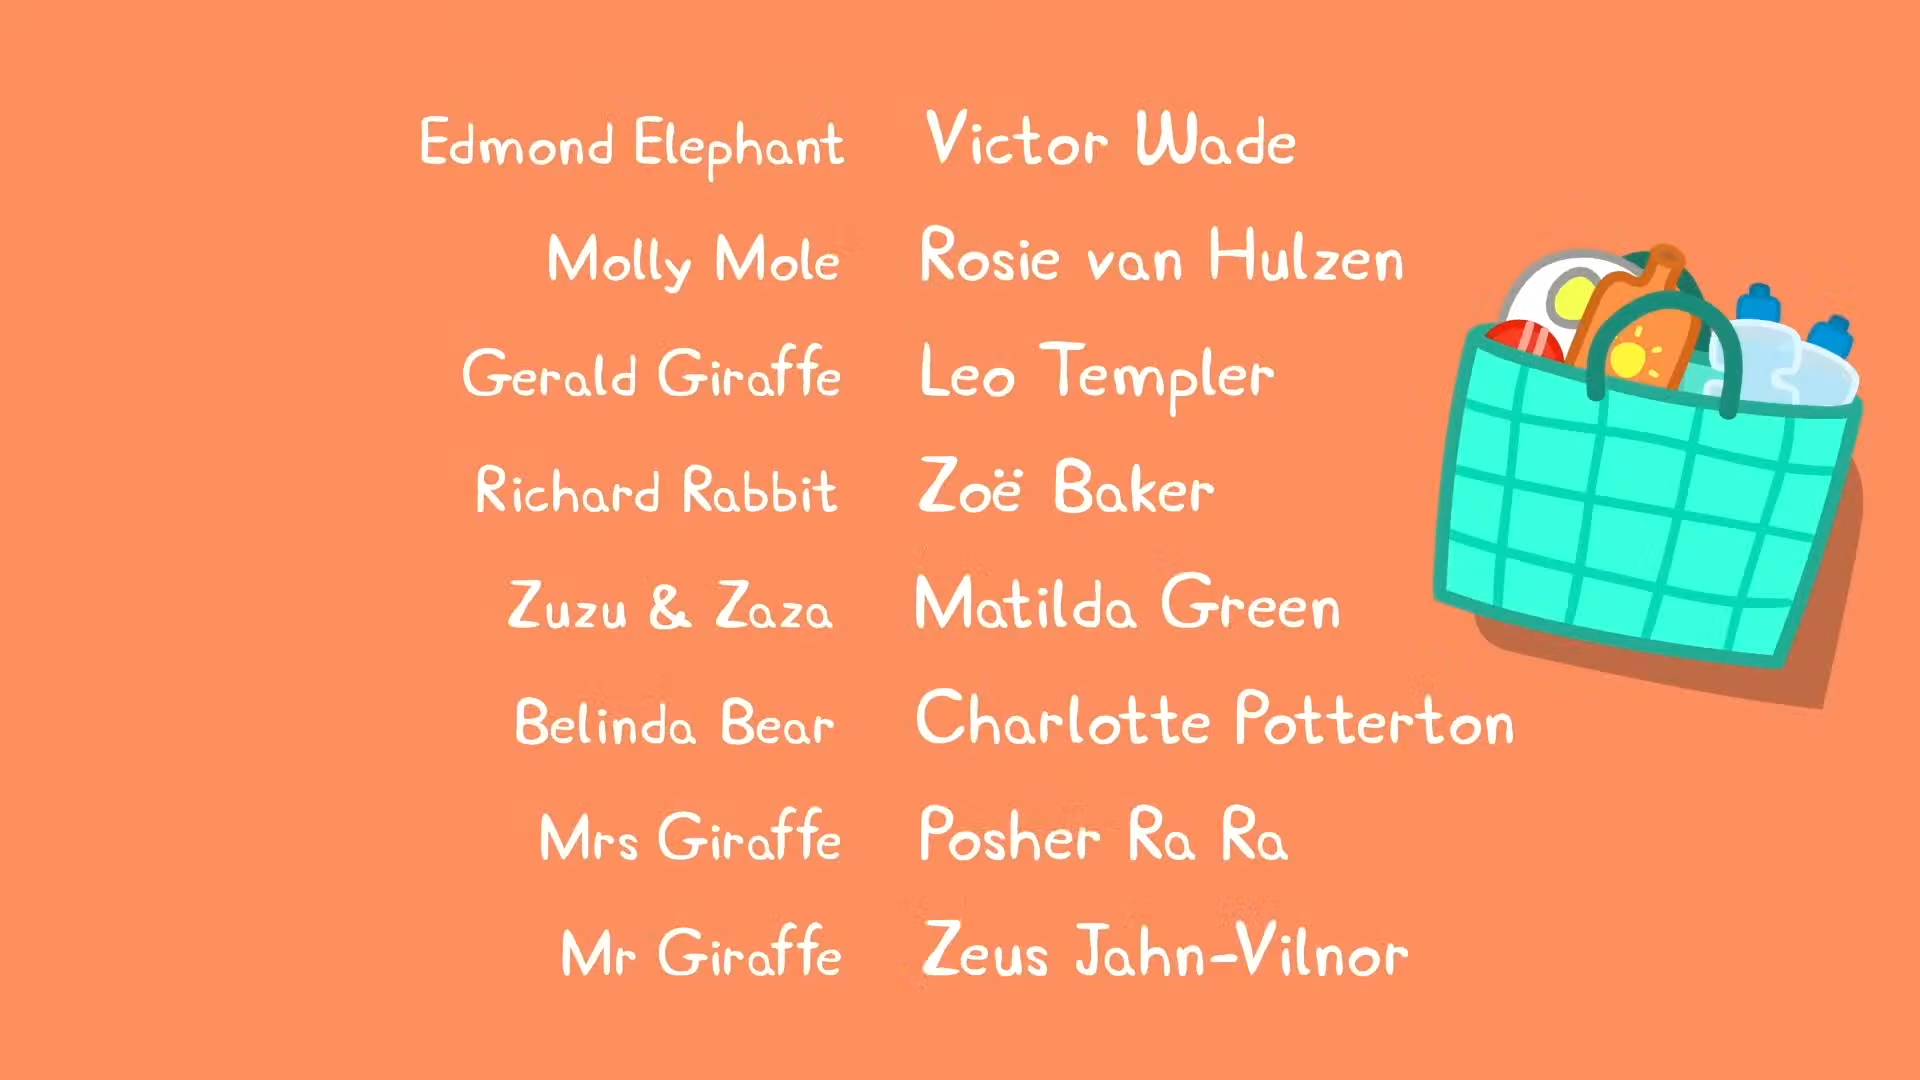 Edmond Elephant Victor Wade
Molly Mole Rosie van Hulzen
Gerald Giraffe Leo Templer
Richard Rabbit Zoë Baker
Zuzu & Zaza Matilda Green
Belinda Bear Charlotte Potterton
Mrs Giraffe Posher Ra Ra
Mr Giraffe Zeus Jahn-Vilnor